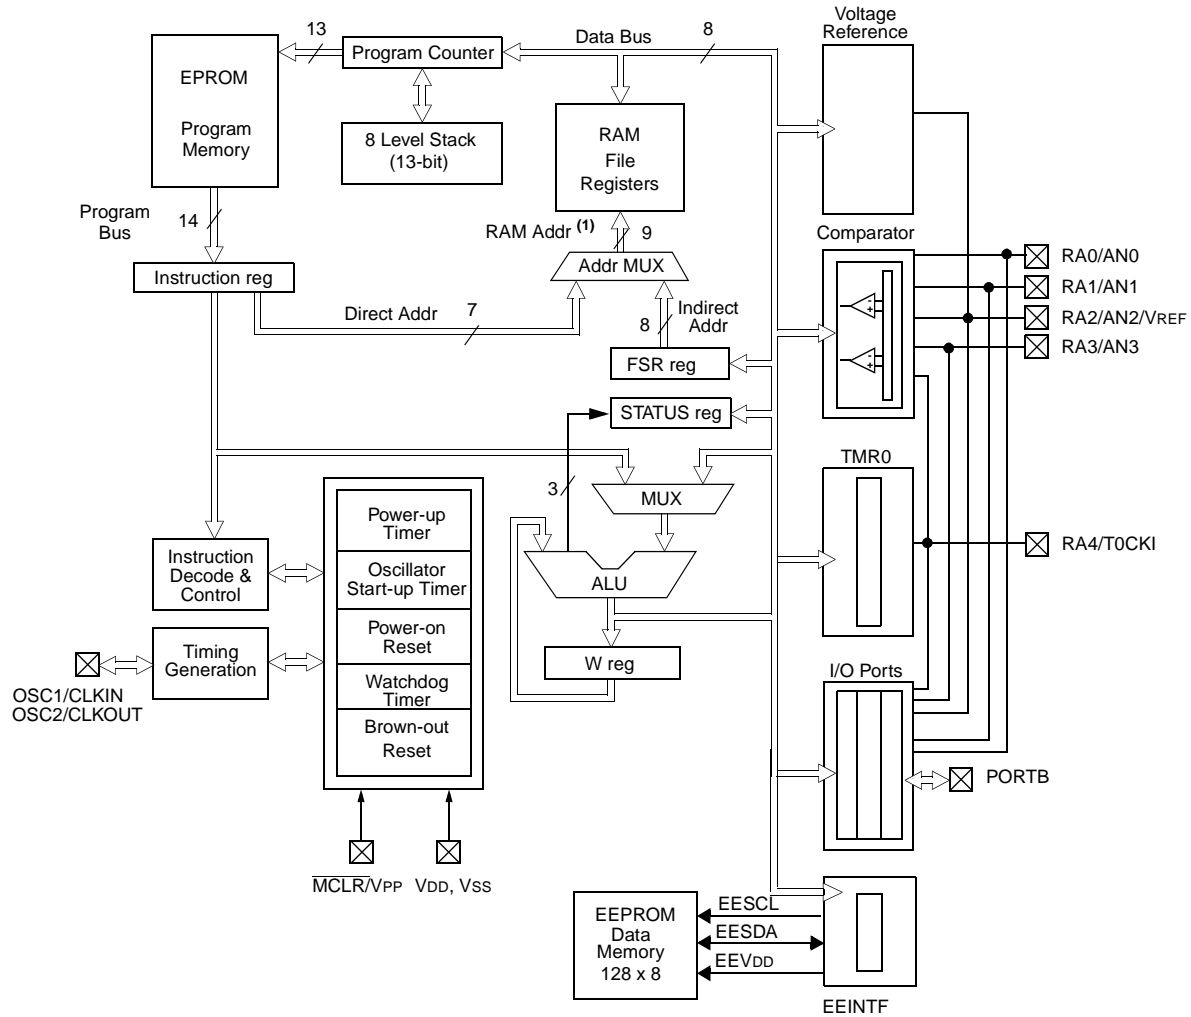 Voltage
Reference
13
Program Counter
Data Bus
8
EPROM
Program
Memory
8 Level Stack
(13-bit)
RAM
File
Registers
Program
Bus
14
RAM Addr (1)
9
Comparator
Addr MUX
Instruction reg
Direct Addr
7
8
Indirect
Addr
FSR reg
- +
- +
RA0/AN0
RA1/AN1
RA2/AN2/VREF
RA3/AN3
STATUS reg
3
MUX
TMR0
Power-up
Timer
Oscillator
Start-up Timer
Power-on
Reset
Watchdog
Timer
Brown-out
Reset
Instruction
Decode &
Control
ALU
RA4/T0CKI
Timing
Generation
W reg
I/O Ports
OSC1/CLKIN
OSC2/CLKOUT
PORTB
MCLR/VPP
VDD, VSS
EEPROM
Data
Memory
128 x 8
EESCL
EESDA
EEVDD
EEINTF